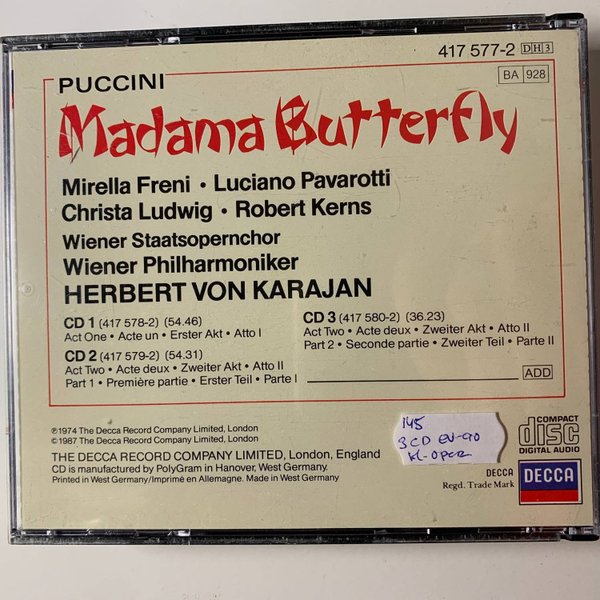 417 577-2 DH3
BA 928
PUCCINI
Madama Butterfly
Mirella Freni • Luciano Pavarotti
Christa Ludwig • Robert Kerns
Wiener Staatsopernchor
Wiener Philharmoniker
HERBERT VON KARAJAN
CD 1 (417 578-2) (54.46)
Act One • Acte un • Erster Akt • Atto I
CD 2 (417 579-2) (54.31)
Act Two • Acte deux • Zweiter Akt • Atto II
Part 1 • Première partie • Erster Teil • Parte I
CD 3 (417 580-2) (36.23)
Act Two • Acte deux • Zweiter Akt • Atto II
Part 2 • Seconde partie • Zweiter Teil • Parte II
ADD
℗1974 The Decca Record Company Limited, London
©1987 The Decca Record Company Limited, London
THE DECCA RECORD COMPANY LIMITED, London, England
CD is manufactured by PolyGram in Hanover, West Germany.
Printed in West Germany/Imprimé en Allemagne. Made in West Germany
145
3CD EU-90
KL-OPER
COMPACT
disc
DIGITAL AUDIO
DECCA
Regd. Trade Mark
DECCA